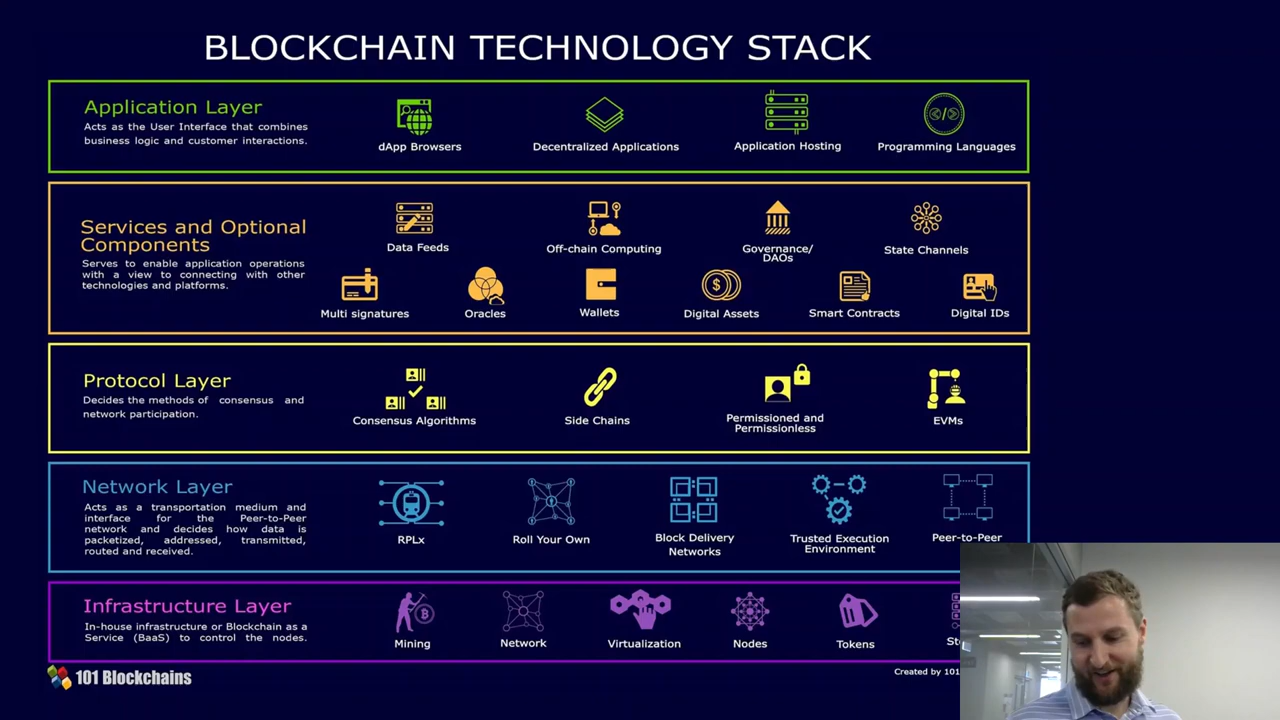 BLOCKCHAIN TECHNOLOGY STACK
Application Layer
Acts as the User Interface that combines
business logic and customer interactions.
dApp Browsers
Decentralized Applications
Application Hosting
Programming Languages
Services and Optional
Components
Serves to enable application operations
with a view to connecting with other
technologies and platforms.
Data Feeds
Off-chain Computing
Governance/
DAOs
State Channels
Multi signatures
Oracles
Wallets
Digital Assets
Smart Contracts
Digital IDs
Protocol Layer
Decides the methods of consensus and
network participation.
Consensus Algorithms
Side Chains
Permissioned and
Permissionless
EVMs
Network Layer
Acts as a transportation medium and
interface for the Peer-to-Peer
network and decides how data is
packetized, addressed, transmitted,
routed and received.
RPLx
Roll Your Own
Block Delivery
Networks
Trusted Execution
Environment
Peer-to-Peer
Infrastructure Layer
In-house infrastructure or Blockchain as a
Service (BaaS) to control the nodes.
Mining
Network
Virtualization
Nodes
Tokens
101 Blockchains
Created by 101